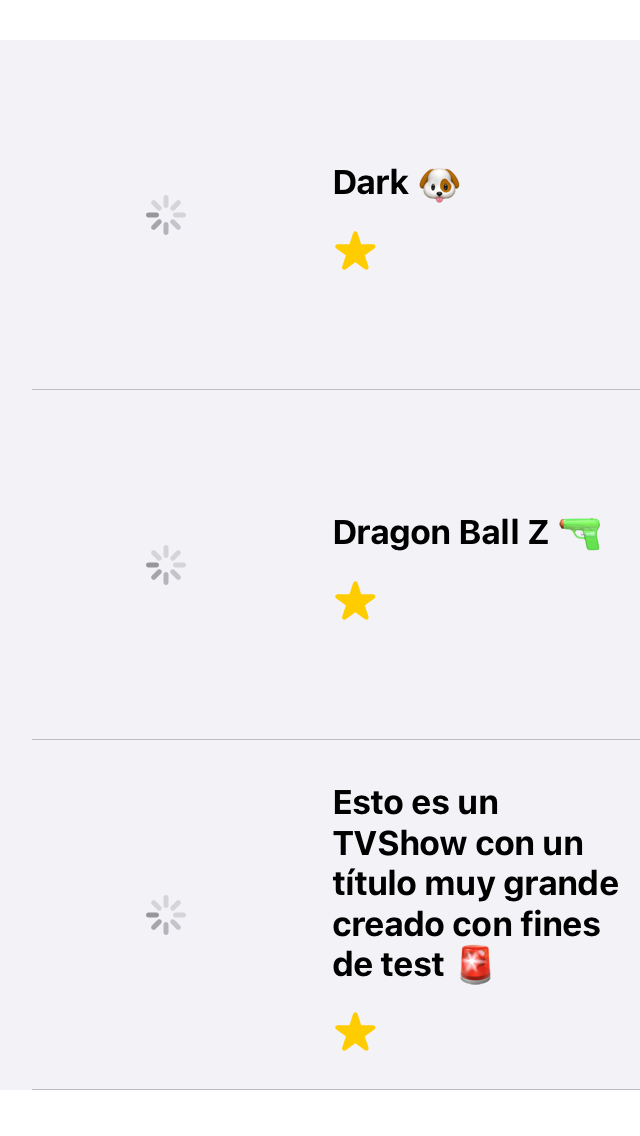 Dark 🐶
Dragon Ball Z 🔫
Esto es un
TVShow con un
título muy grande
creado con fines
de test 🚨